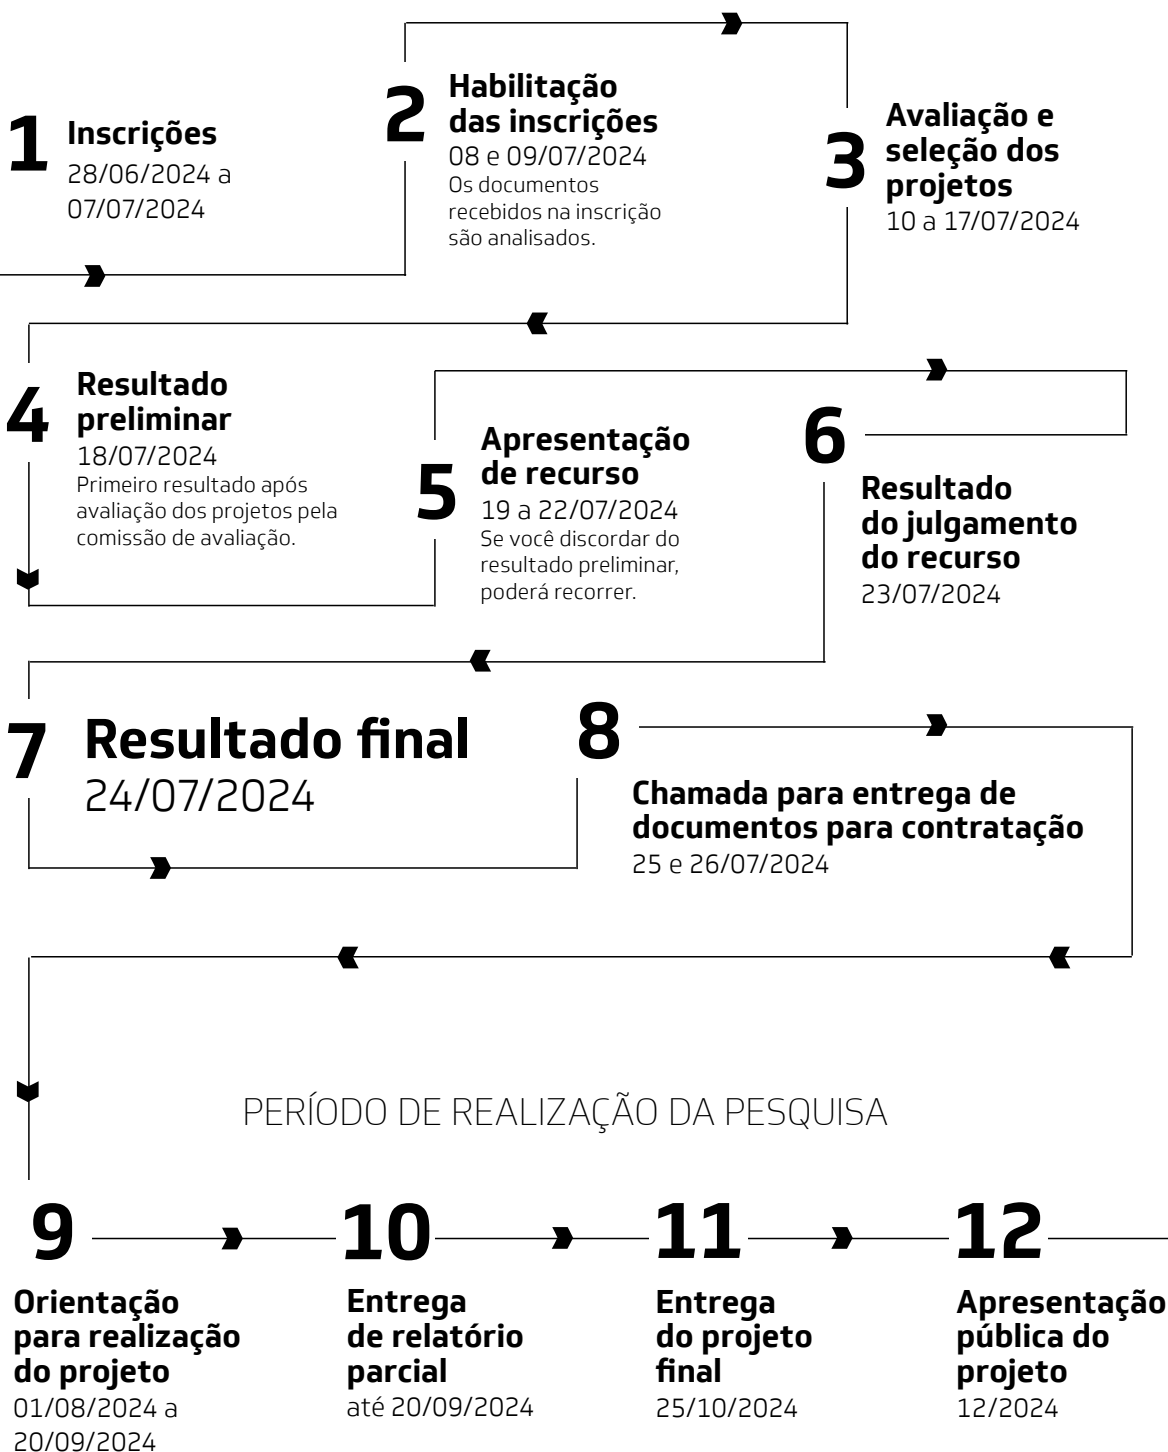 1
Inscrições
28/06/2024 a
07/07/2024
2
Habilitação
das inscrições
08 e 09/07/2024
Os documentos
recebidos na inscrição
são analisados.
3
Avaliação e
seleção dos
projetos
10 a 17/07/2024
4
Resultado
preliminar
18/07/2024
Primeiro resultado após
avaliação dos projetos pela
comissão de avaliação.
5
Apresentação
de recurso
19 a 22/07/2024
Se você discordar do
resultado preliminar,
poderá recorrer.
6
Resultado
do julgamento
do recurso
23/07/2024
7
Resultado final
24/07/2024
8
Chamada para entrega de
documentos para contratação
25 e 26/07/2024
PERÍODO DE REALIZAÇÃO DA PESQUISA
9
Orientação
para realização
do projeto
01/08/2024 a
20/09/2024
10
Entrega
de relatório
parcial
até 20/09/2024
11
Entrega
do projeto
final
25/10/2024
12
Apresentação
pública do
projeto
12/2024